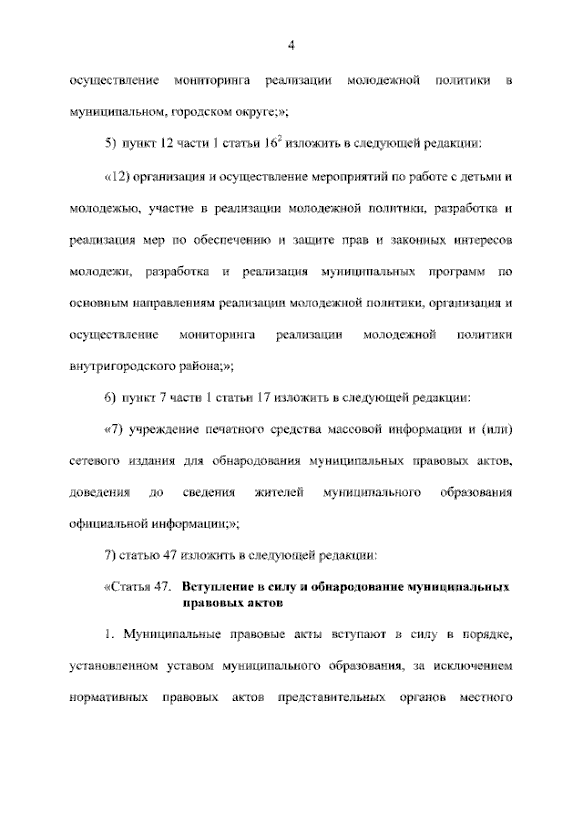 4
осуществление мониторинга реализации молодежной политики в
муниципальном, городском округе;»;
5) пункт 12 части 1 статьи 16² изложить в следующей редакции:
«12) организация и осуществление мероприятий по работе с детьми и
молодежью, участие в реализации молодежной политики, разработка и
реализация мер по обеспечению и защите прав и законных интересов
молодежи, разработка и реализация муниципальных программ по
основным направлениям реализации молодежной политики, организация и
осуществление мониторинга реализации молодежной политики
внутригородского района;»;
6) пункт 7 части 1 статьи 17 изложить в следующей редакции:
«7) учреждение печатного средства массовой информации и (или)
сетевого издания для обнародования муниципальных правовых актов,
доведения до сведения жителей муниципального образования
официальной информации;»;
7) статью 47 изложить в следующей редакции:
«Статья 47. Вступление в силу и обнародование муниципальных
правовых актов
1. Муниципальные правовые акты вступают в силу в порядке,
установленном уставом муниципального образования, за исключением
нормативных правовых актов представительных органов местного